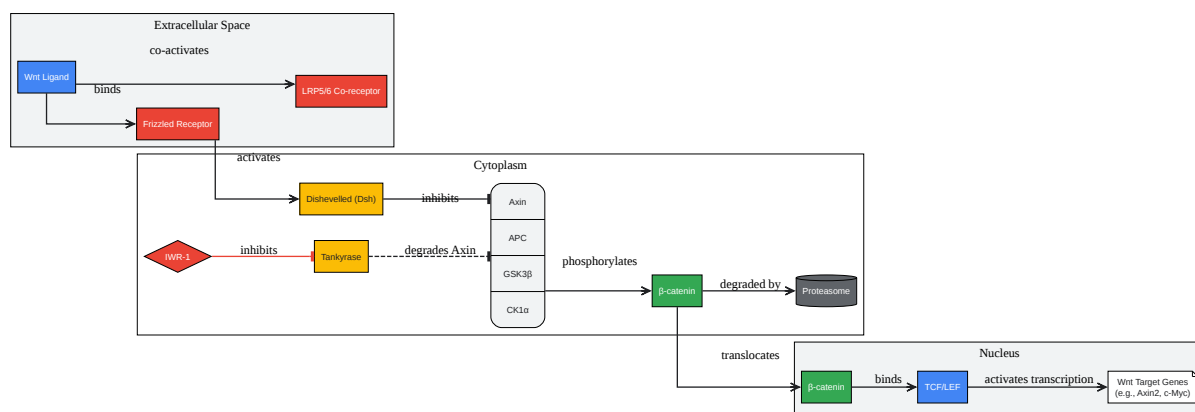 Extracellular Space
co-activates
Wnt Ligand
binds
LRP5/6 Co-receptor
Frizzled Receptor
activates
Cytoplasm
Dishevelled (Dsh)
inhibits
Axin
APC
GSK3β
CK1α
IWR-1
inhibits
Tankyrase
degrades Axin
phosphorylates
β-catenin
degraded by
Proteasome
translocates
Nucleus
β-catenin
binds
TCF/LEF
activates transcription
Wnt Target Genes
(e.g., Axin2, c-Myc)